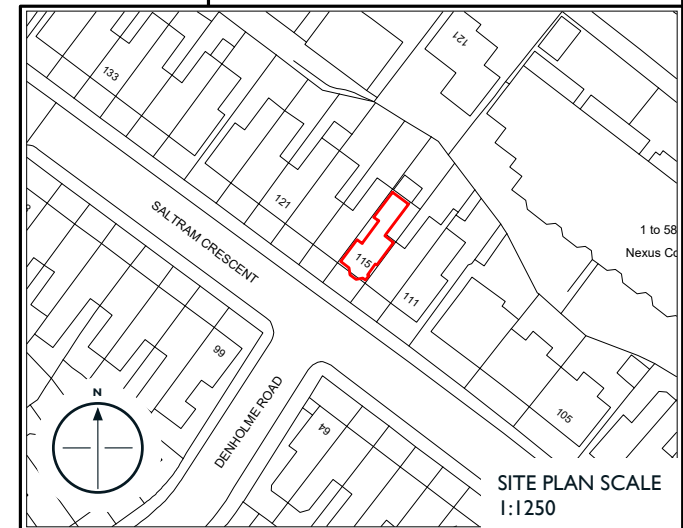 133
121
121
SALTRAM CRESCENT
115
111
1 to 58
Nexus Co
99
DENHOLME ROAD
64
105
N
SITE PLAN SCALE
1:1250